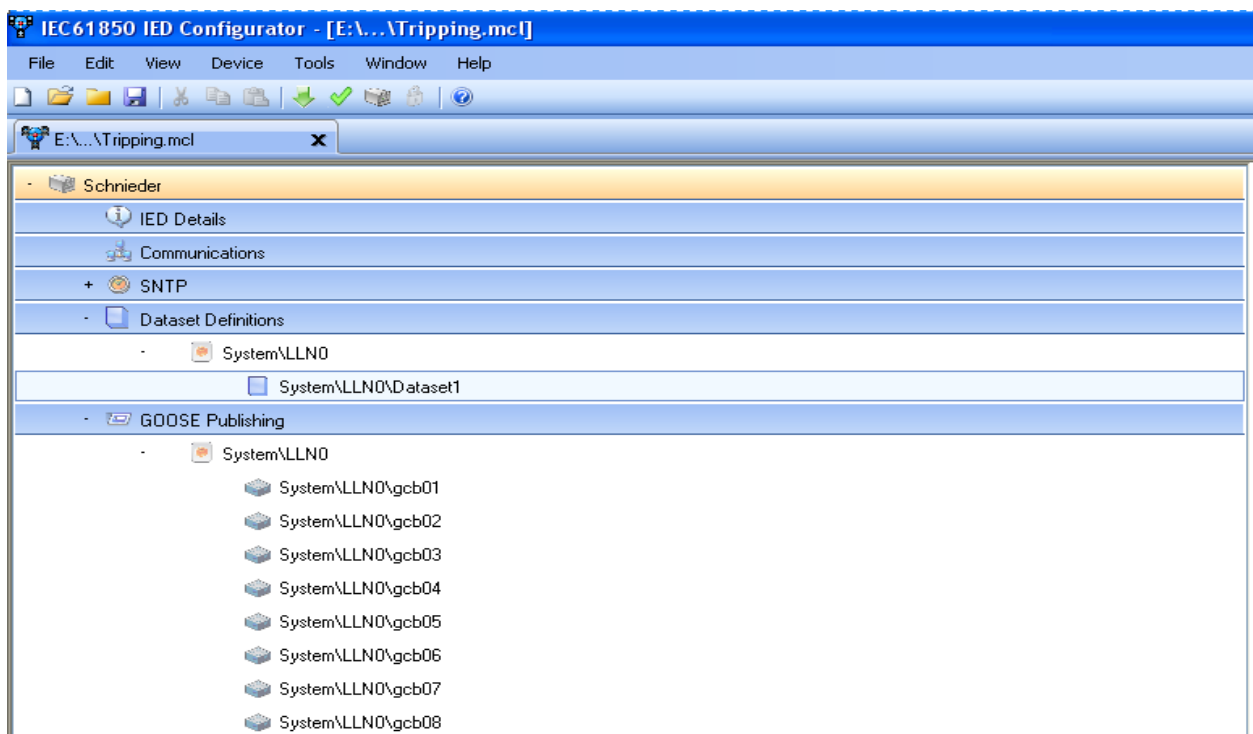 IEC61850 IED Configurator - [E:\...\Tripping.mcl]
File Edit View Device Tools Window Help
E:\...\Tripping.mcl
Schnieder
IED Details
Communications
+ SNTP
- Dataset Definitions
- System\LLN0
System\LLN0\Dataset1
- GOOSE Publishing
- System\LLN0
System\LLN0\gcb01
System\LLN0\gcb02
System\LLN0\gcb03
System\LLN0\gcb04
System\LLN0\gcb05
System\LLN0\gcb06
System\LLN0\gcb07
System\LLN0\gcb08